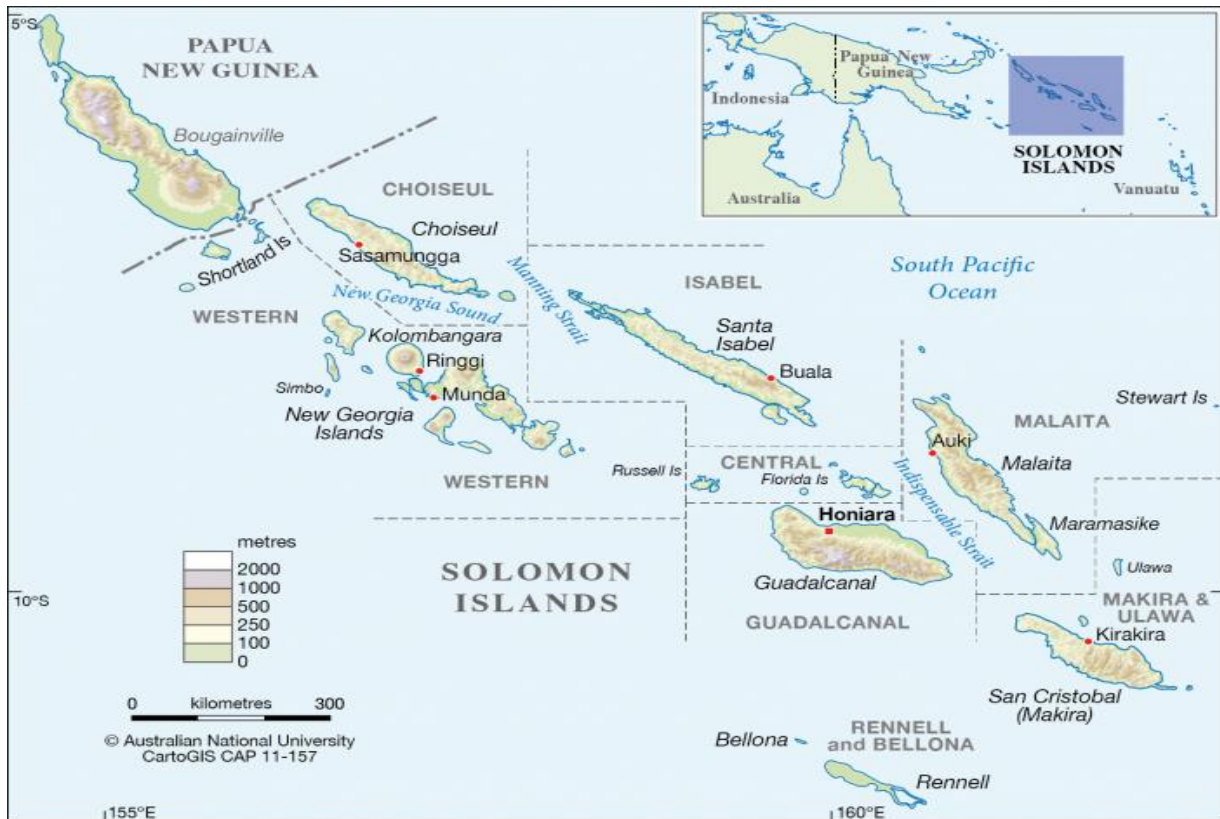 5°S
PAPUA
NEW GUINEA
Bougainville
Shortland Is
CHOISEUL
Choiseul
Sasamungga
New Georgia Sound
Manning Strait
WESTERN
Kolombangara
Ringgi
Simbo
Munda
New Georgia
Islands
WESTERN
ISABEL
Santa
Isabel
Buala
South Pacific
Ocean
Stewart Is
MALAITA
Auki
Malaita
Maramasike
Indispensable Strait
Russell Is
CENTRAL
Florida Is
Honiara
Guadalcanal
GUADALCANAL
SOLOMON
ISLANDS
Ulawa
MAKIRA &
ULAWA
Kirakira
San Cristobal
(Makira)
RENNELL
and BELLONA
Bellona
Rennell
10°S
metres
2000
1000
500
250
100
0
0 kilometres 300
© Australian National University
CartoGIS CAP 11-157
155°E
160°E
Papua New
Guinea
Indonesia
SOLOMON
ISLANDS
Vanuatu
Australia